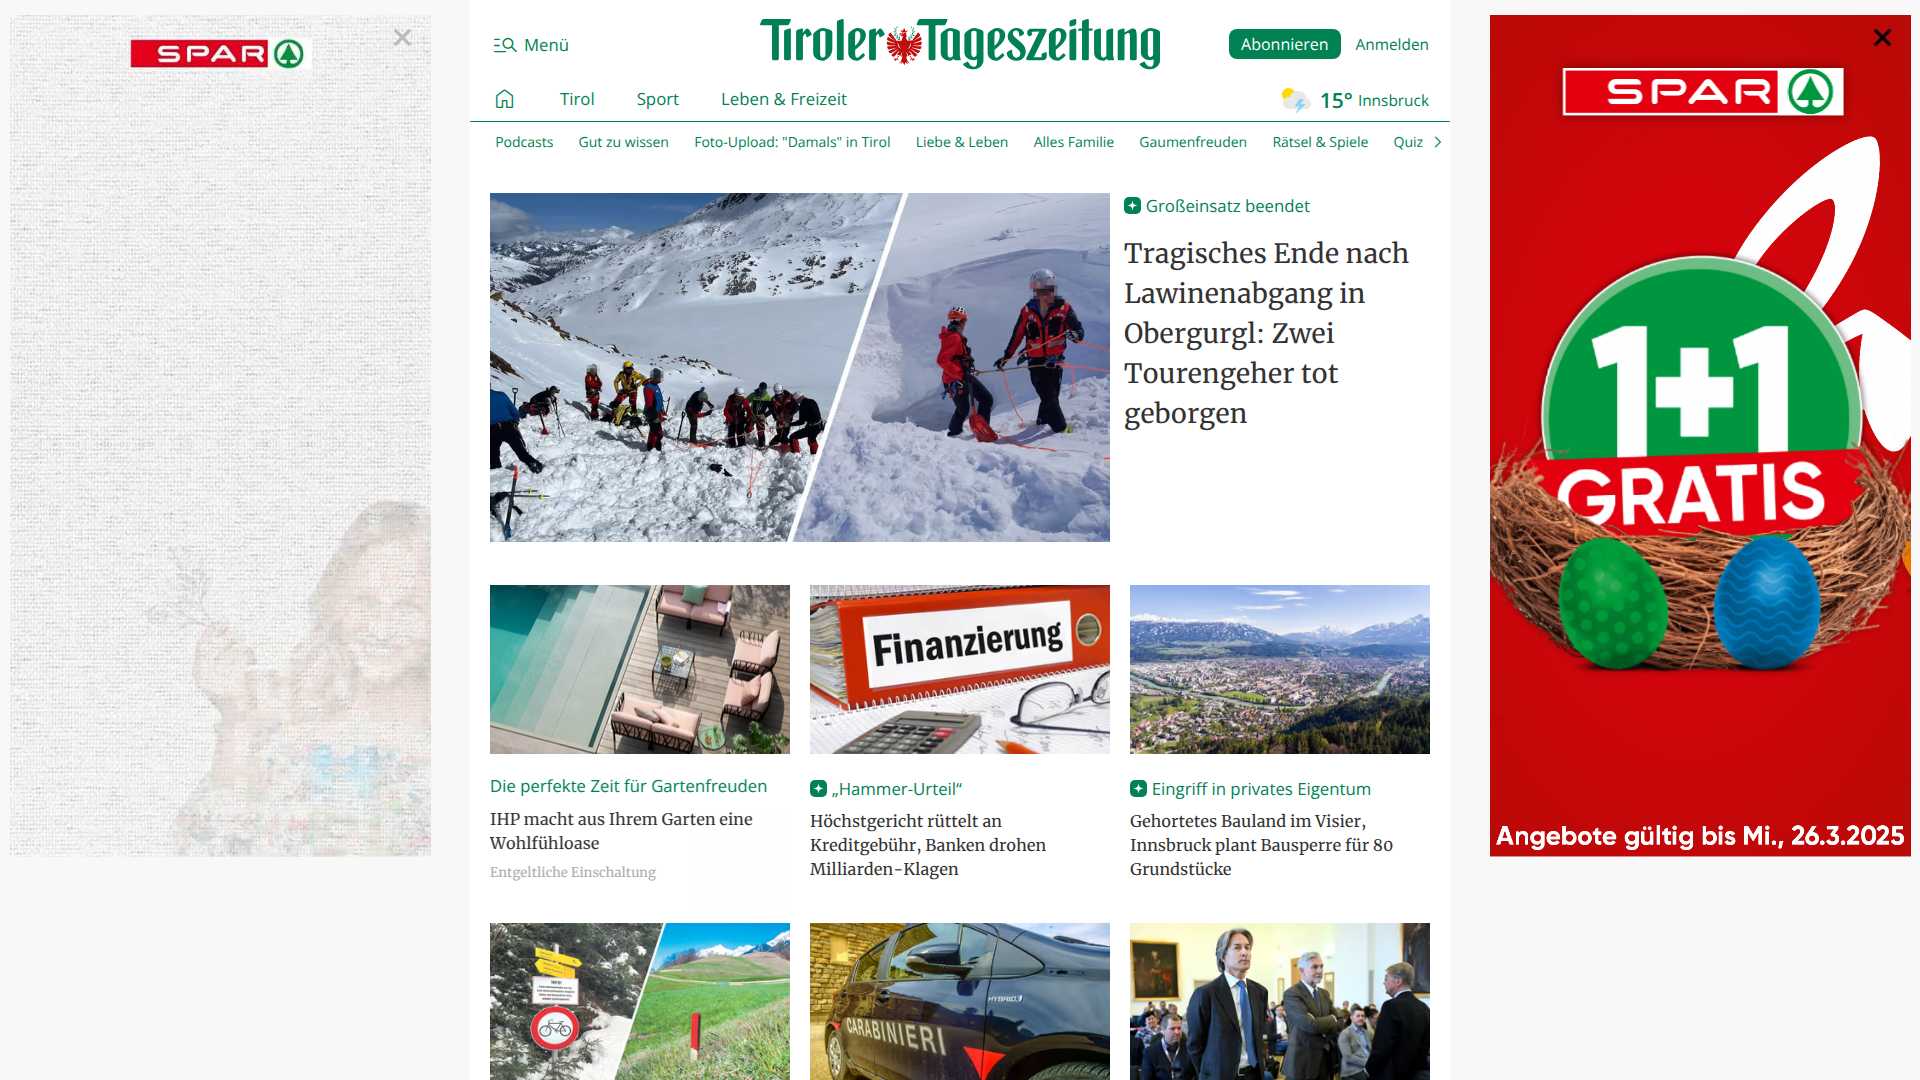 SPAR
Menü
Tiroler Tageszeitung
Abonnieren
Anmelden
Tirol
Sport
Leben & Freizeit
15° Innsbruck
Podcasts
Gut zu wissen
Foto-Upload: "Damals" in Tirol
Liebe & Leben
Alles Familie
Gaumenfreuden
Rätsel & Spiele
Quiz
Großeinsatz beendet
Tragisches Ende nach
Lawinenabgang in
Obergurgl: Zwei
Tourengeher tot
geborgen
Finanzierung
Die perfekte Zeit für Gartenfreuden
IHP macht aus Ihrem Garten eine
Wohlfühloase
Entgeltliche Einschaltung
„Hammer-Urteil“
Höchstgericht rüttelt an
Kreditgebühr, Banken drohen
Milliarden-Klagen
Eingriff in privates Eigentum
Gehortetes Bauland im Visier,
Innsbruck plant Bausperre für 80
Grundstücke
HYBRID
CARABINIERI
SPAR
1+1
GRATIS
Angebote gültig bis Mi., 26.3.2025